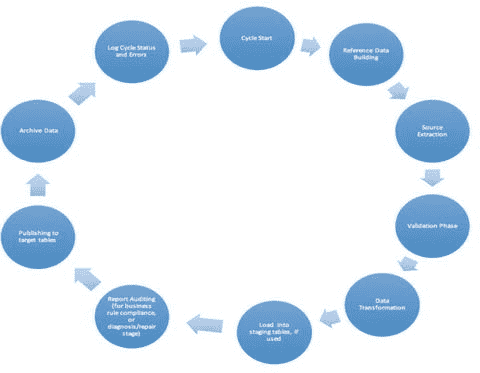 Cycle Start
Reference Data
Building
Source
Extraction
Validation Phase
Data
Transformation
Load into
staging tables, if
used
Report Auditing
(for business
rule compliance,
or
diagnosis/repair
stage)
Publishing to
target tables
Archive Data
Log Cycle Status
and Errors